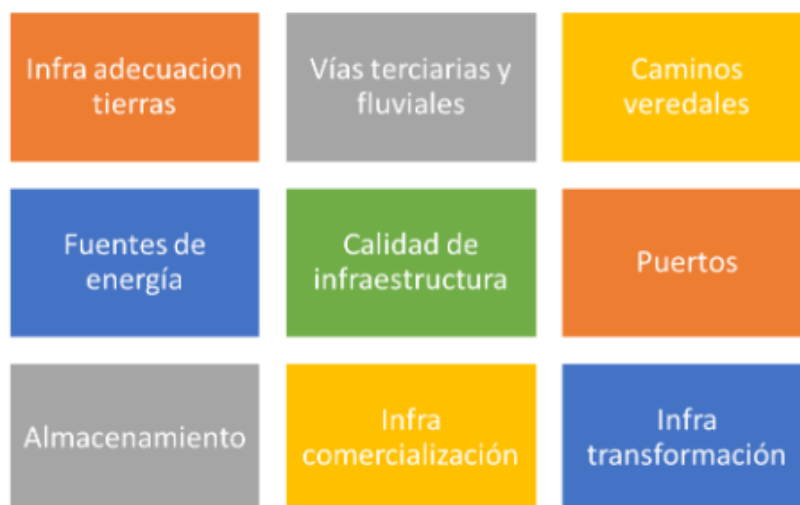 Infra adecuacion
tierras
Vías terciarias y
fluviales
Caminos
veredales
Fuentes de
energía
Calidad de
infraestructura
Puertos
Almacenamiento
Infra
comercialización
Infra
transformación